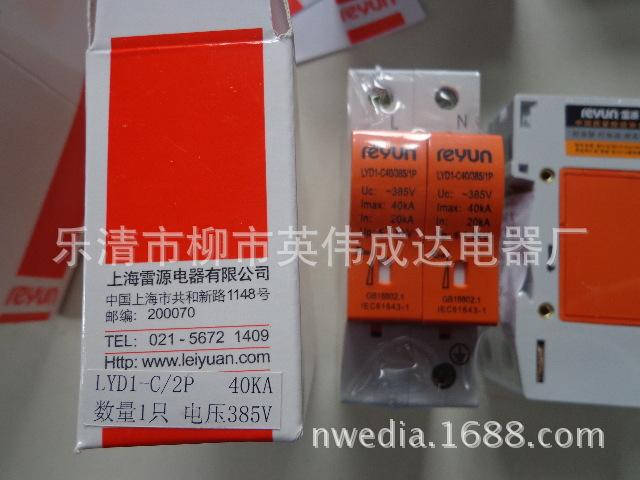 乐清市柳市英伟成达电器厂
上海雷源电器有限公司
中国上海市共和新路1148号
邮编: 200070
TEL: 021-5672 1409
Http: www.leiyuan.com
LYD1-C/2P 40KA
数量1只 电压385V
L N
reyun reyun
LYD1-C40/385/1P LYD1-C40/385/1P
Uc: ~385V Uc: ~385V
Imax: 40kA Imax: 40kA
In: 20kA In: 20kA
GB18802.1 GB18802.1
IEC61643-1 IEC61643-1
reyun
nwedia.1688.com